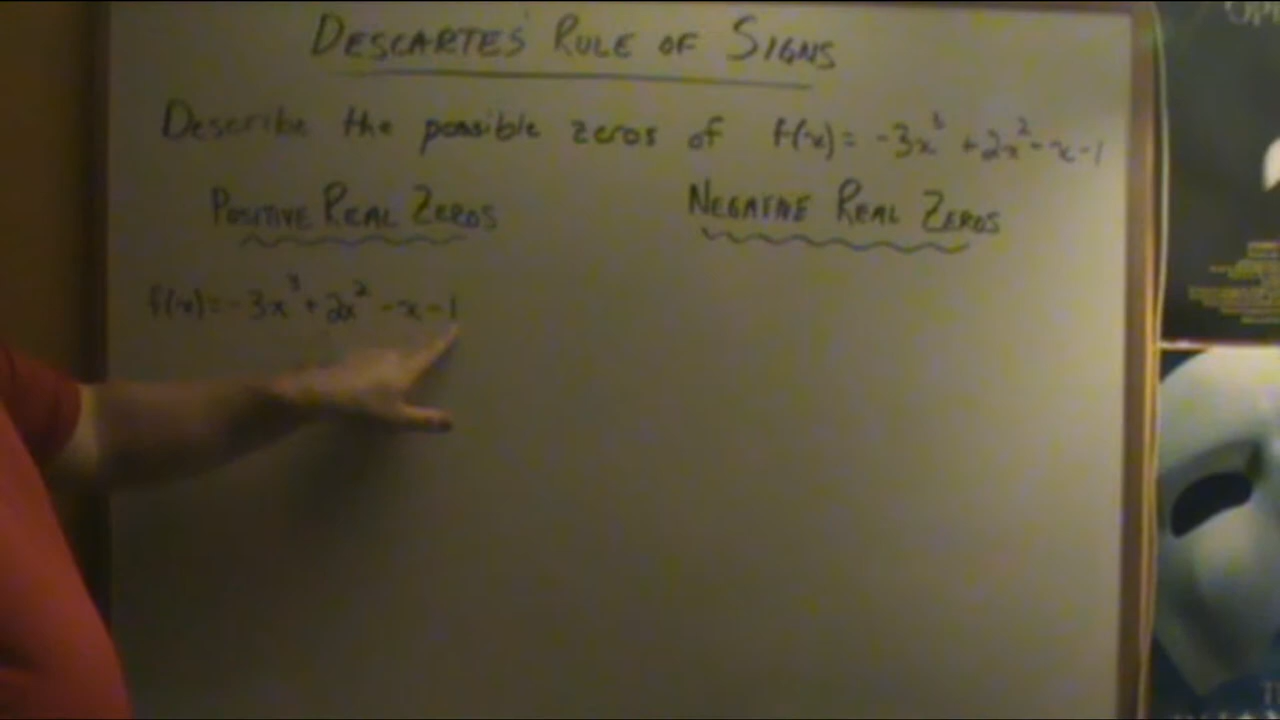 DESCARTES' RULE OF SIGNS
Describe the possible zeros of f(x) = -3x³ + 2x² - x - 1
POSITIVE REAL ZEROS
NEGATIVE REAL ZEROS
f(x) = -3x³ + 2x² - x - 1